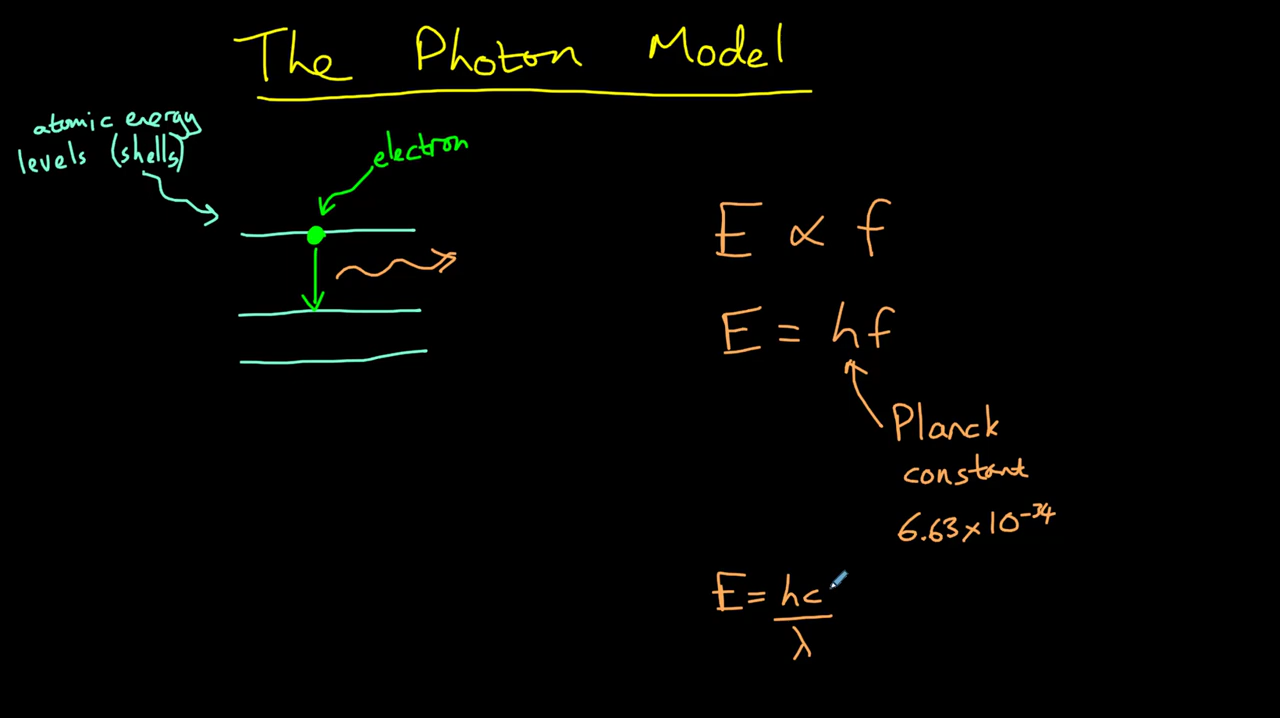 The Photon Model
atomic energy
levels (shells)
electron
E ∝ f
E = hf
Planck
constant
6.63×10⁻³⁴
E = hc
λ